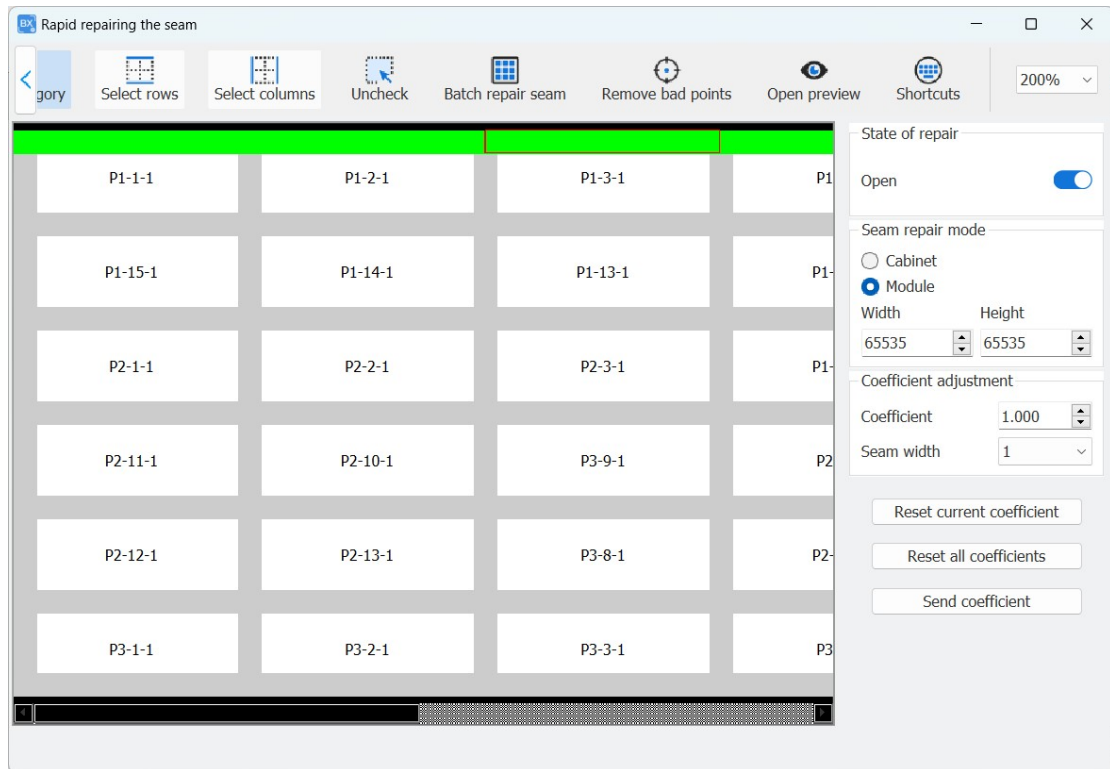 BX Rapid repairing the seam
gory Select rows Select columns Uncheck Batch repair seam Remove bad points Open preview Shortcuts 200%
P1-1-1 P1-2-1 P1-3-1 P1
P1-15-1 P1-14-1 P1-13-1 P1-
P2-1-1 P2-2-1 P2-3-1 P1-
P2-11-1 P2-10-1 P3-9-1 P2
P2-12-1 P2-13-1 P3-8-1 P2-
P3-1-1 P3-2-1 P3-3-1 P3
State of repair
Open
Seam repair mode
Cabinet
Module
Width Height
65535 65535
Coefficient adjustment
Coefficient 1.000
Seam width 1
Reset current coefficient
Reset all coefficients
Send coefficient